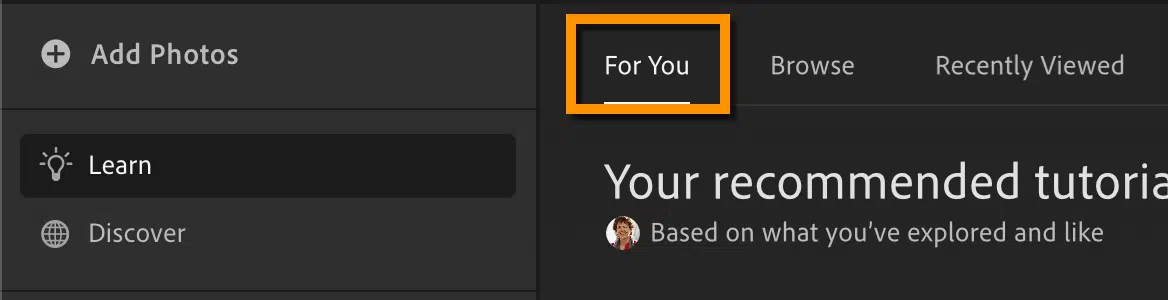 Add Photos
Learn
Discover
For You
Browse
Recently Viewed
Your recommended
Based on what you've explored and like